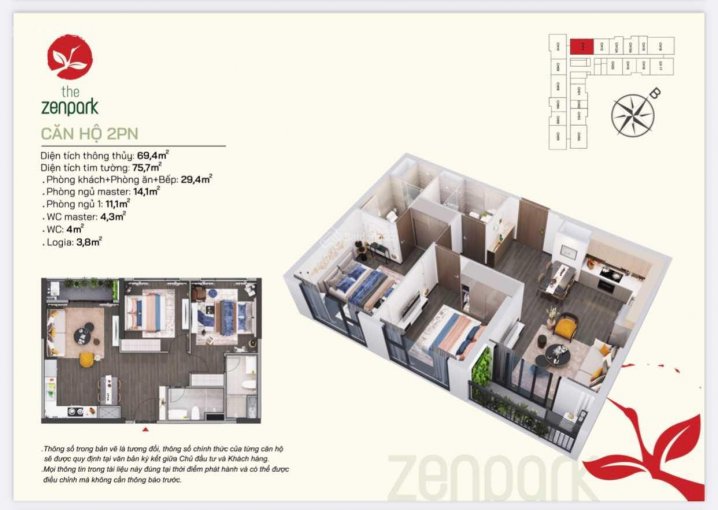 the
zenpark
CĂN HỘ 2PN
Diện tích thông thủy: 69,4m²
Diện tích tim tường: 75,7m²
. Phòng khách+Phòng ăn+Bếp: 29,4m²
. Phòng ngủ master: 14,1m²
. Phòng ngủ 1: 11,1m²
. WC master: 4,3m²
. WC: 4m²
. Logia: 3,8m²
B
.Thông số trong bản vẽ là tương đối, thông số chính thức của từng căn hộ
sẽ được quy định tại văn bản ký kết giữa Chủ đầu tư và Khách hàng.
.Mọi thông tin trong tài liệu này đúng tại thời điểm phát hành và có thể được
điều chỉnh mà không cần thông báo trước.
zenpark